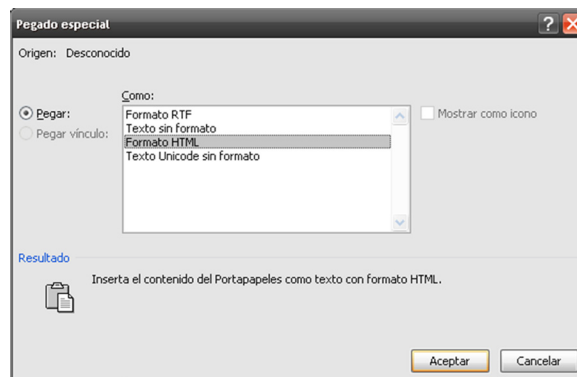 Pegado especial
Origen: Desconocido
Como:
Pegar:
Pegar vínculo:
Formato RTF
Texto sin formato
Formato HTML
Texto Unicode sin formato
Mostrar como icono
Resultado
Inserta el contenido del Portapapeles como texto con formato HTML.
Aceptar
Cancelar